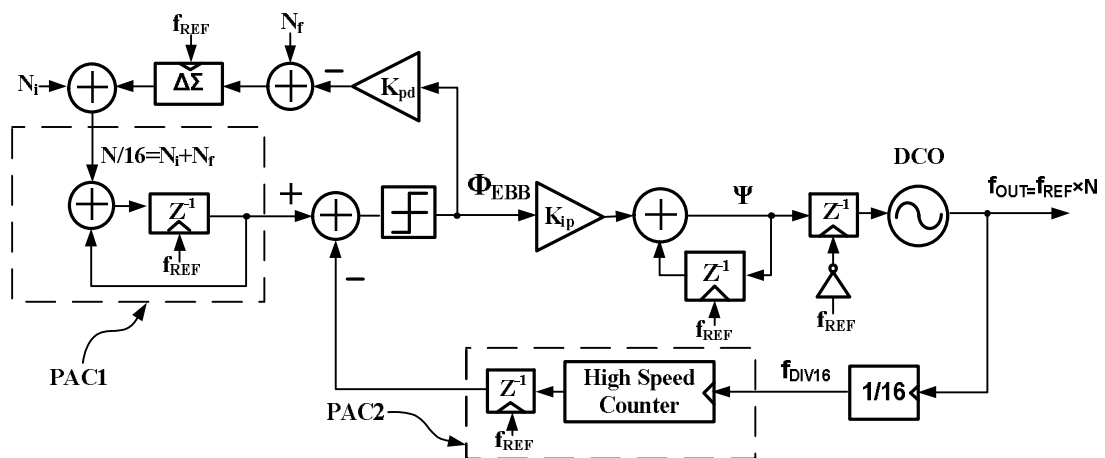 f_REF
N_f
N_i
ΔΣ
K_pd
N/16=N_i+N_f
Z^-1
f_REF
PAC1
Φ_EBB
K_ip
Ψ
Z^-1
f_REF
Z^-1
f_REF
DCO
f_OUT=f_REF×N
Z^-1
f_REF
High Speed
Counter
f_DIV16
1/16
PAC2